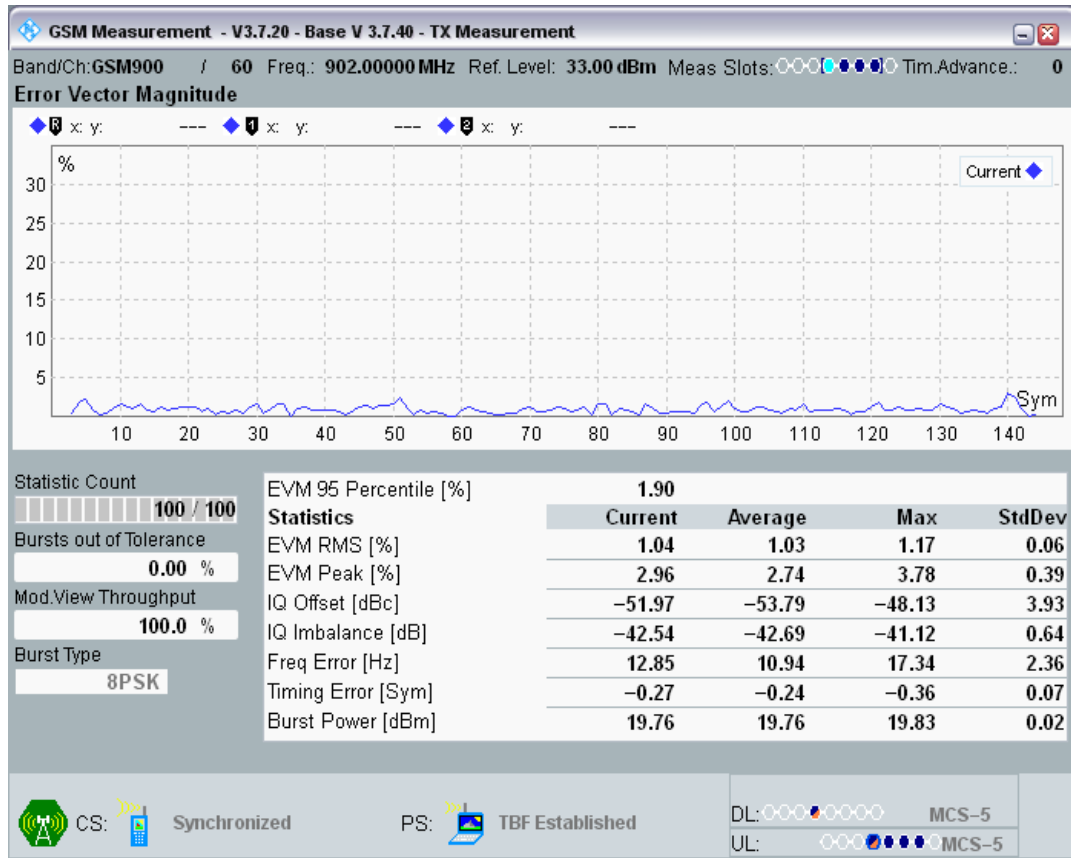 GSM Measurement - V3.7.20 - Base V 3.7.40 - TX Measurement
Band/Ch:GSM900 / 60 Freq.: 902.00000 MHz Ref. Level: 33.00 dBm Meas Slots: Tim.Advance.: 0
Error Vector Magnitude
R x: y: --- 1 x: y: --- 2 x: y: ---
%
Current
30
25
20
15
10
5
Sym
10 20 30 40 50 60 70 80 90 100 110 120 130 140
Statistic Count
100 / 100
Bursts out of Tolerance
0.00 %
Mod.View Throughput
100.0 %
Burst Type
8PSK
EVM 95 Percentile [%] 1.90
Statistics Current Average Max StdDev
EVM RMS [%] 1.04 1.03 1.17 0.06
EVM Peak [%] 2.96 2.74 3.78 0.39
IQ Offset [dBc] −51.97 −53.79 −48.13 3.93
IQ Imbalance [dB] −42.54 −42.69 −41.12 0.64
Freq Error [Hz] 12.85 10.94 17.34 2.36
Timing Error [Sym] −0.27 −0.24 −0.36 0.07
Burst Power [dBm] 19.76 19.76 19.83 0.02
CS: Synchronized PS: TBF Established
DL: MCS−5
UL: MCS−5